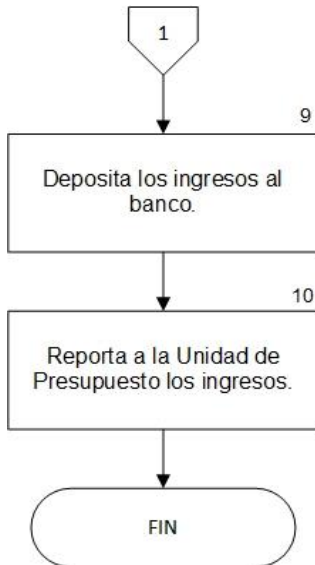 1
9
Deposita los ingresos al
banco.
10
Reporta a la Unidad de
Presupuesto los ingresos.
FIN